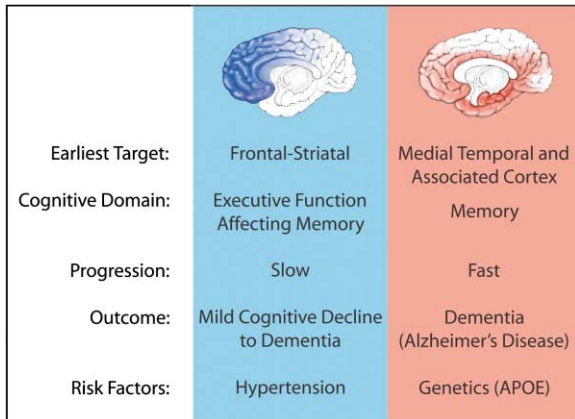 Earliest Target: Frontal-Striatal Medial Temporal and
Associated Cortex
Cognitive Domain: Executive Function
Affecting Memory Memory
Progression: Slow Fast
Outcome: Mild Cognitive Decline
to Dementia Dementia
(Alzheimer's Disease)
Risk Factors: Hypertension Genetics (APOE)